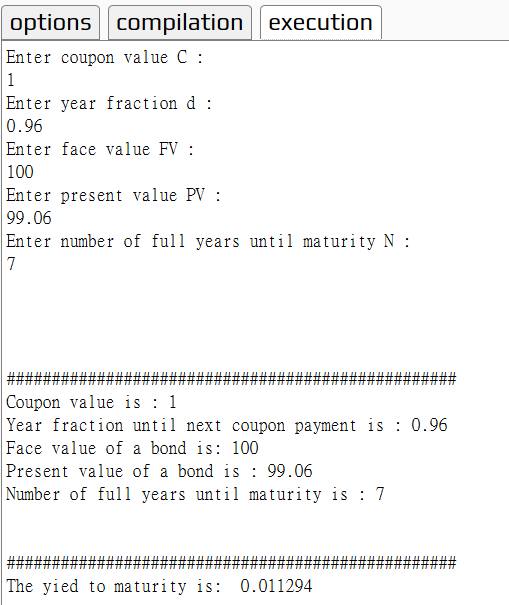 options compilation execution
Enter coupon value C :
1
Enter year fraction d :
0.96
Enter face value FV :
100
Enter present value PV :
99.06
Enter number of full years until maturity N :
7
##################################################
Coupon value is : 1
Year fraction until next coupon payment is : 0.96
Face value of a bond is: 100
Present value of a bond is : 99.06
Number of full years until maturity is : 7
##################################################
The yied to maturity is:  0.011294